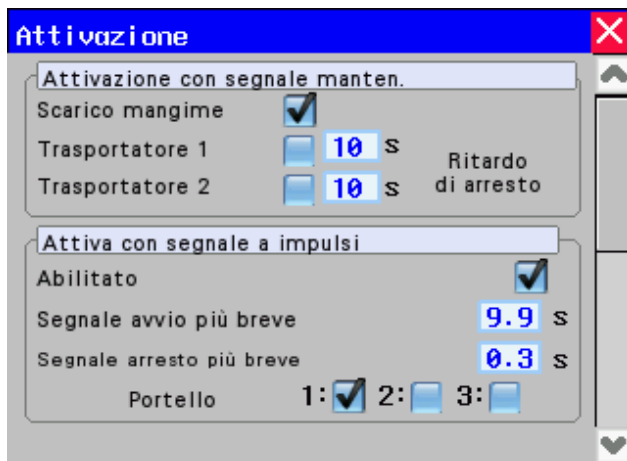 Attivazione
Attivazione con segnale manten.
Scarico mangime
Trasportatore 1 10 s
Ritardo
Trasportatore 2 10 s di arresto
Attiva con segnale a impulsi
Abilitato
Segnale avvio più breve 9.9 s
Segnale arresto più breve 0.3 s
Portello 1: 2: 3: